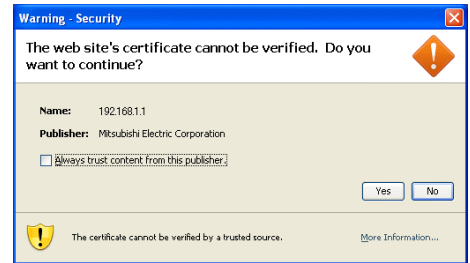 Warning - Security
The web site's certificate cannot be verified. Do you
want to continue?
Name: 192.168.1.1
Publisher: Mitsubishi Electric Corporation
Always trust content from this publisher.
Yes No
The certificate cannot be verified by a trusted source. More Information...